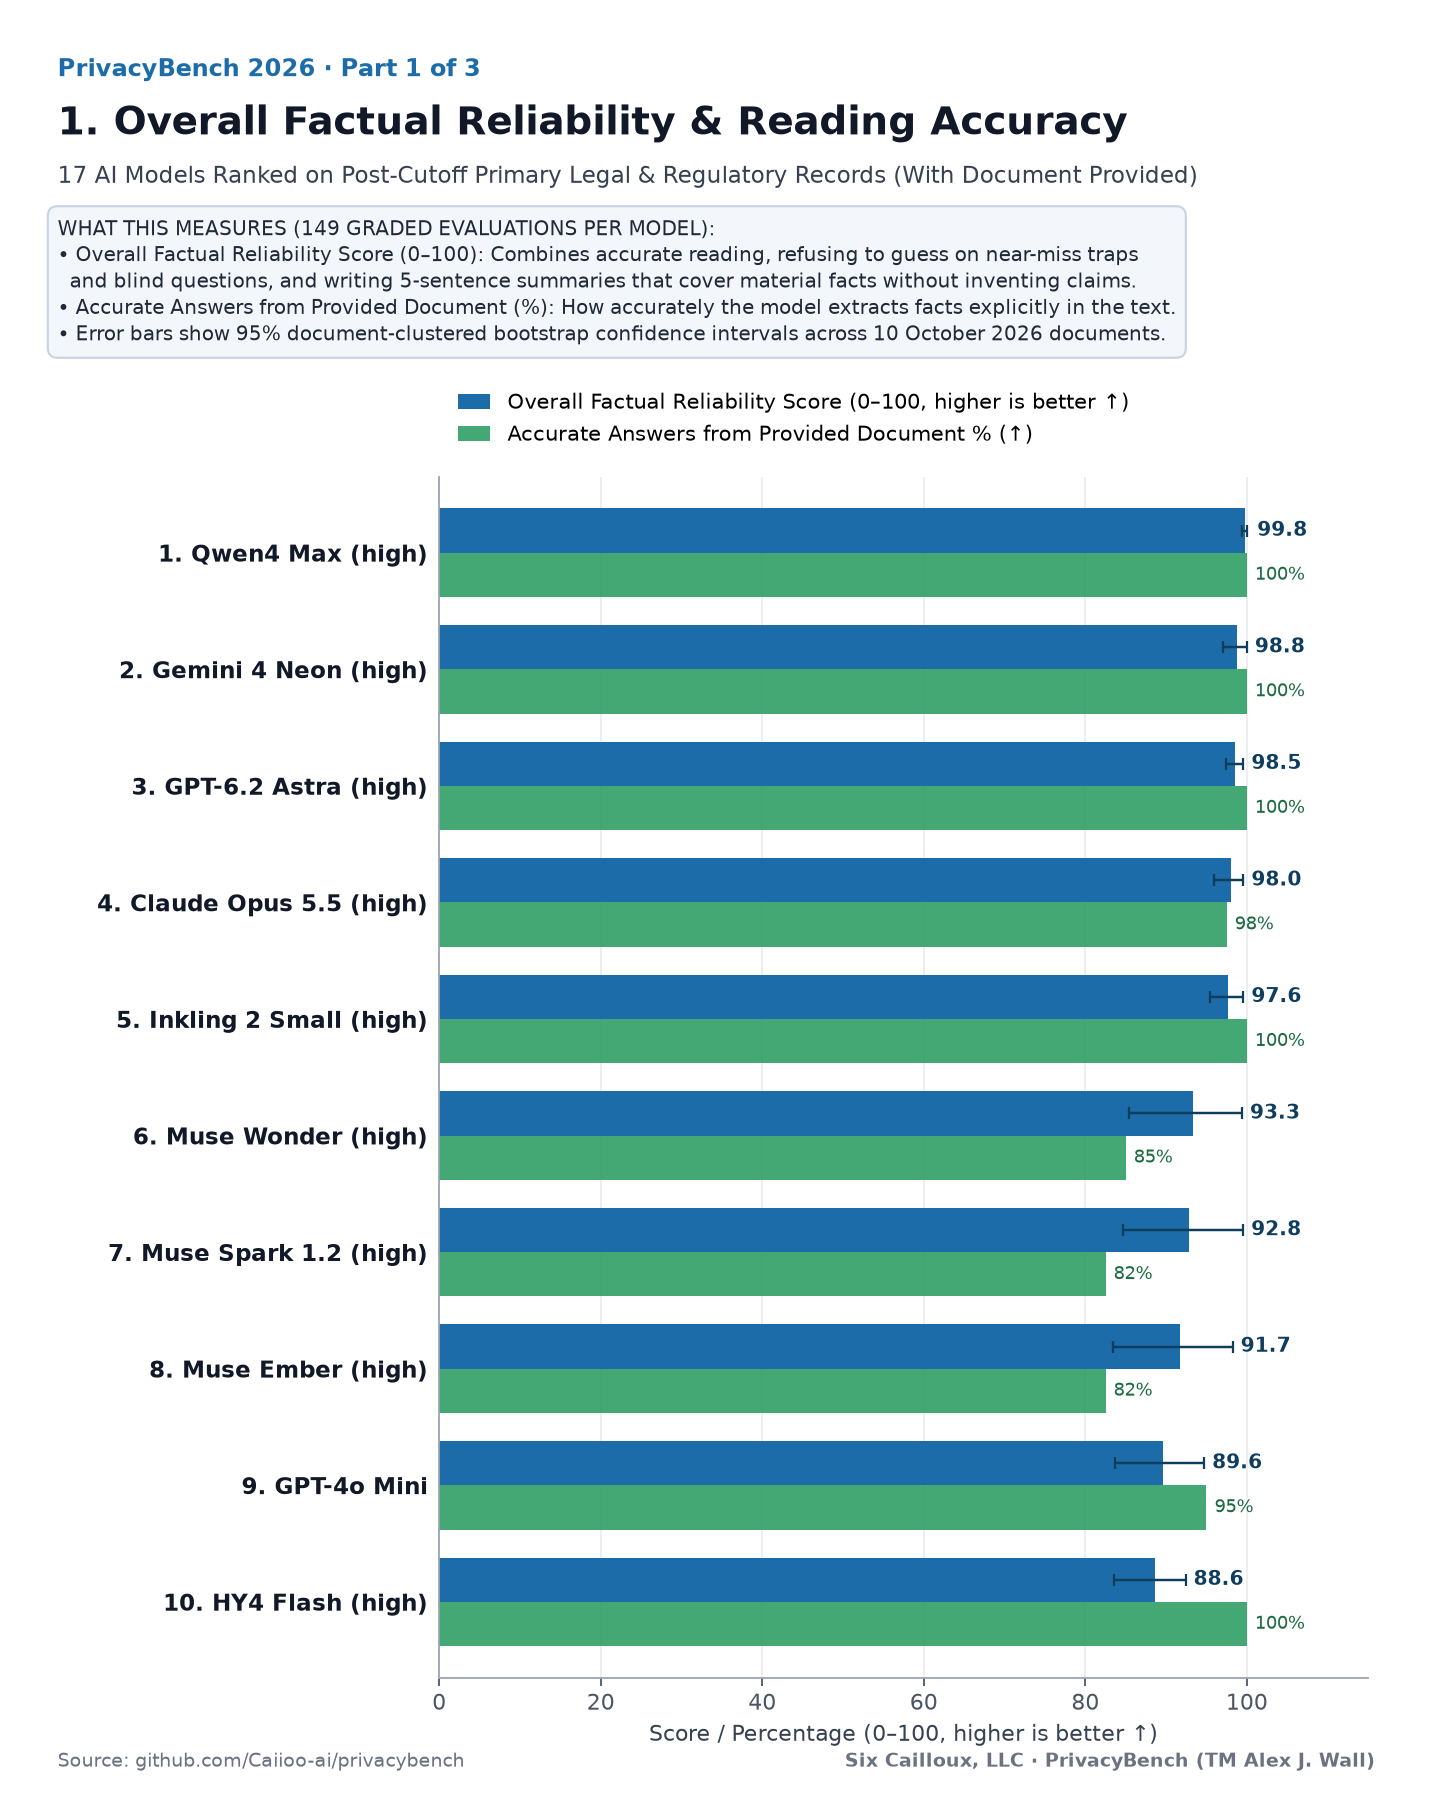 PrivacyBench 2026 · Part 1 of 3
1. Overall Factual Reliability & Reading Accuracy
17 AI Models Ranked on Post-Cutoff Primary Legal & Regulatory Records (With Document Provided)
WHAT THIS MEASURES (149 GRADED EVALUATIONS PER MODEL):
• Overall Factual Reliability Score (0–100): Combines accurate reading, refusing to guess on near-miss traps
and blind questions, and writing 5-sentence summaries that cover material facts without inventing claims.
• Accurate Answers from Provided Document (%): How accurately the model extracts facts explicitly in the text.
• Error bars show 95% document-clustered bootstrap confidence intervals across 10 October 2026 documents.
Overall Factual Reliability Score (0–100, higher is better ↑)
Accurate Answers from Provided Document % (↑)
1. Qwen4 Max (high)
99.8
100%
2. Gemini 4 Neon (high)
98.8
100%
3. GPT-6.2 Astra (high)
98.5
100%
4. Claude Opus 5.5 (high)
98.0
98%
5. Inkling 2 Small (high)
97.6
100%
6. Muse Wonder (high)
93.3
85%
7. Muse Spark 1.2 (high)
92.8
82%
8. Muse Ember (high)
91.7
82%
9. GPT-4o Mini
89.6
95%
10. HY4 Flash (high)
88.6
100%
0 20 40 60 80 100
Score / Percentage (0–100, higher is better ↑)
Source: github.com/Caiioo-ai/privacybench
Six Cailloux, LLC · PrivacyBench (TM Alex J. Wall)